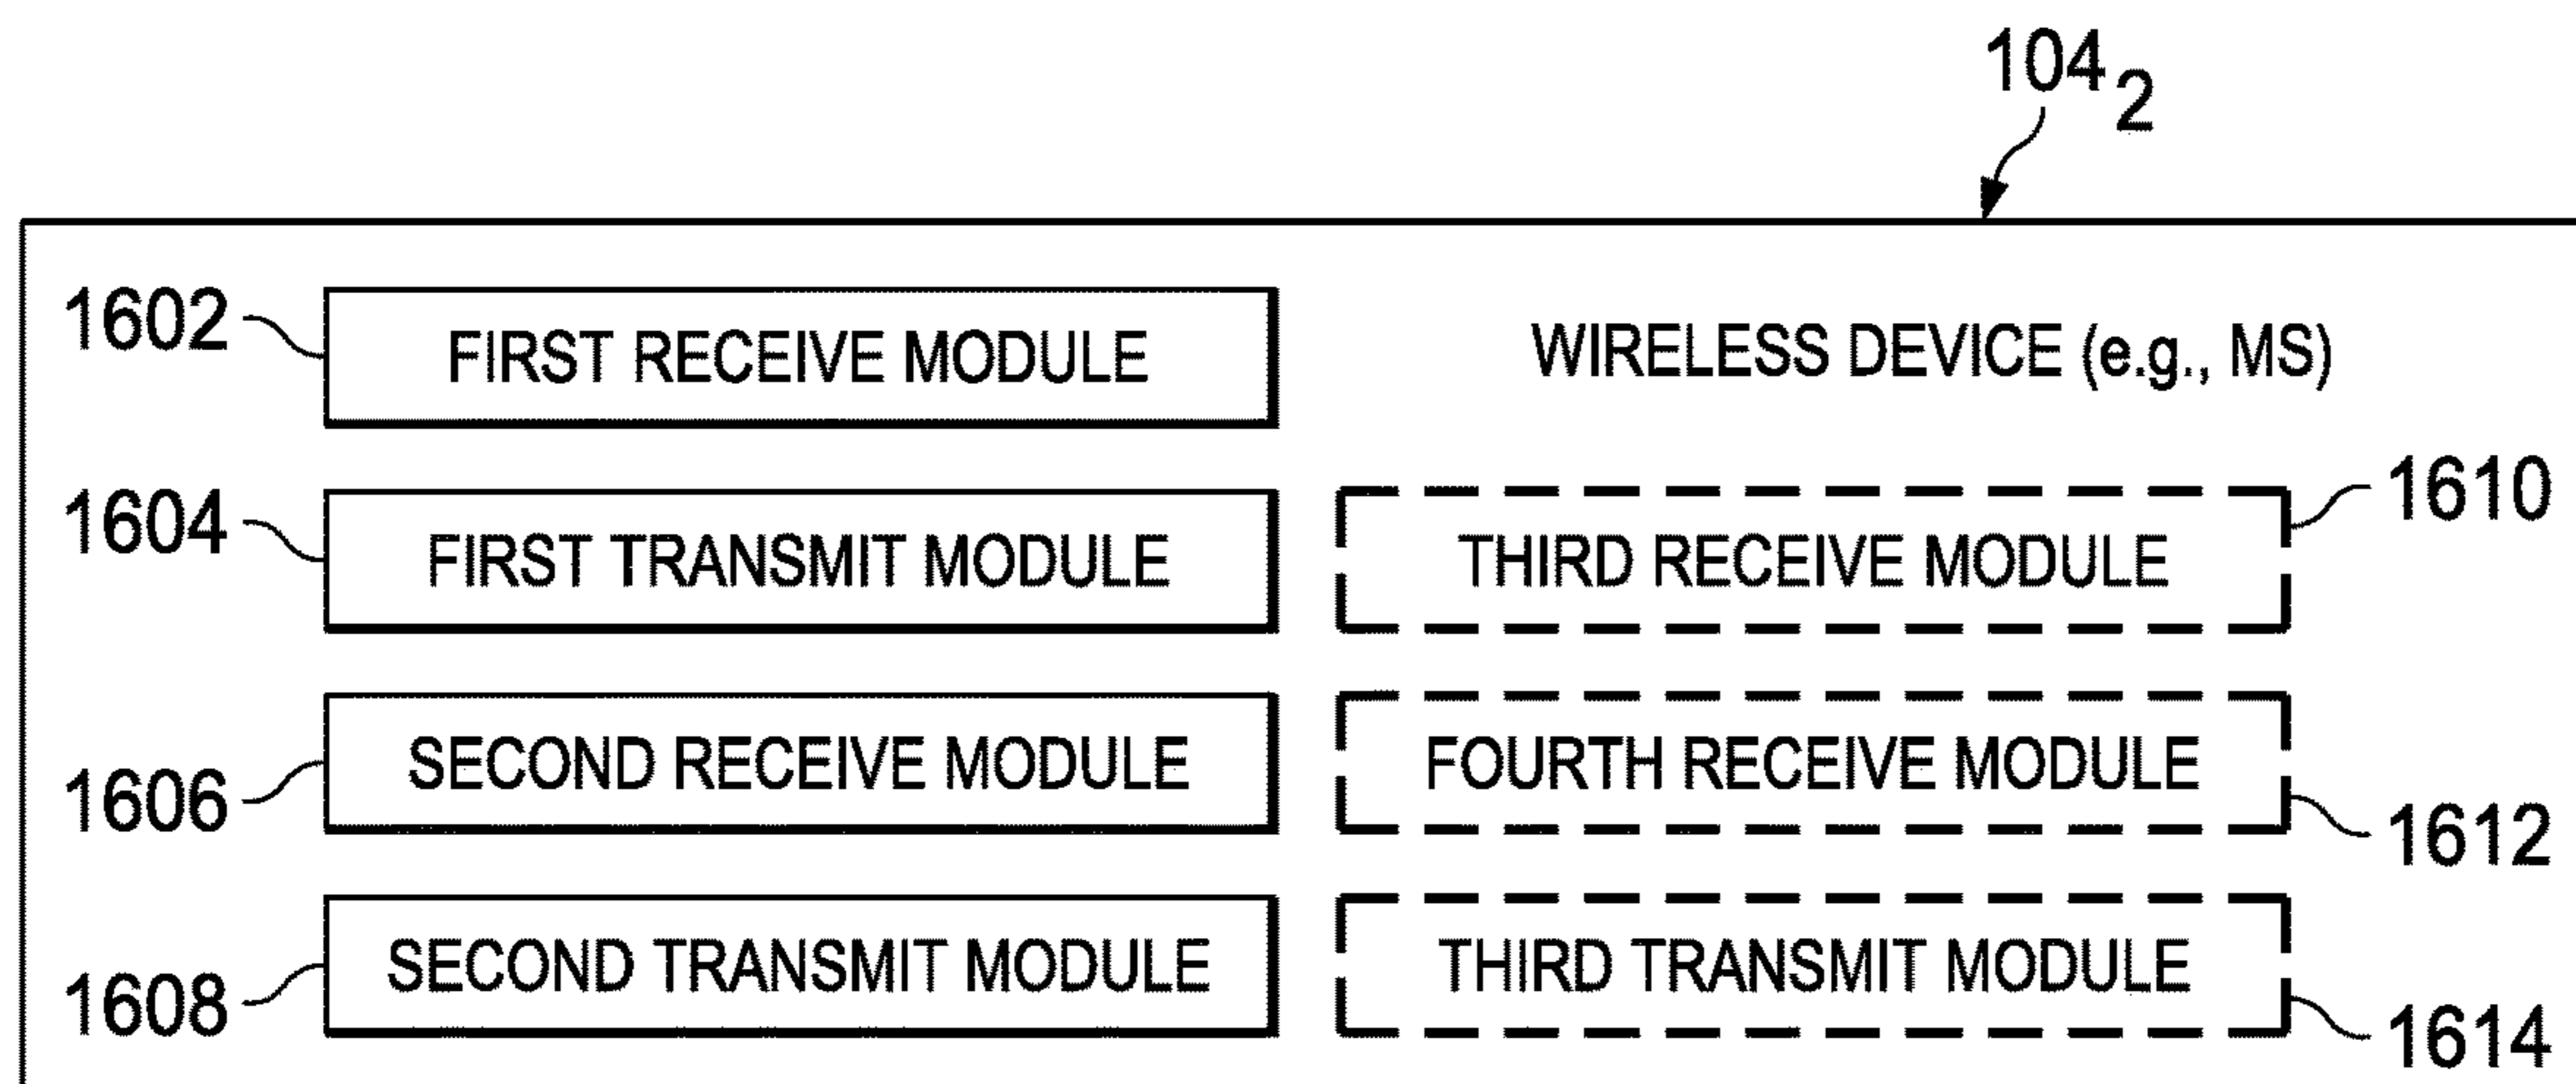 104₂
1602 FIRST RECEIVE MODULE WIRELESS DEVICE (e.g., MS)
1604 FIRST TRANSMIT MODULE THIRD RECEIVE MODULE 1610
1606 SECOND RECEIVE MODULE FOURTH RECEIVE MODULE 1612
1608 SECOND TRANSMIT MODULE THIRD TRANSMIT MODULE 1614